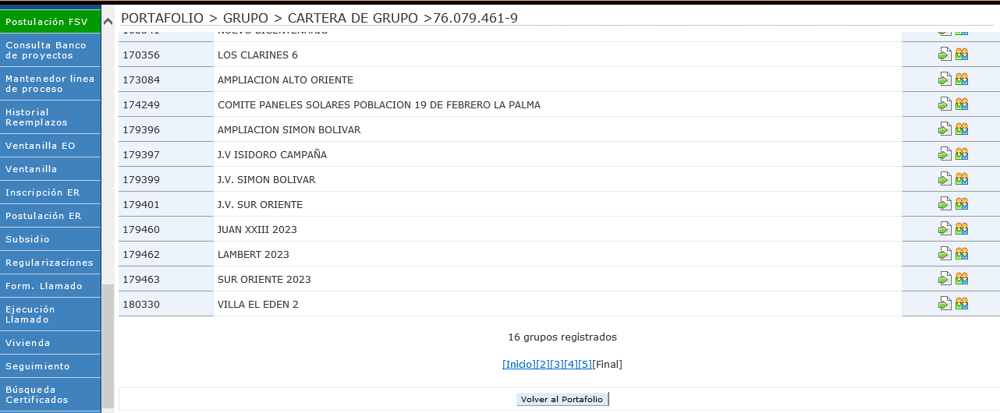 PORTAFOLIO > GRUPO > CARTERA DE GRUPO >76.079.461-9
Postulación FSV
Consulta Banco
de proyectos
Mantenedor linea
de proceso
Historial
Reemplazos
Ventanilla EO
Ventanilla
Inscripción ER
Postulación ER
Subsidio
Regularizaciones
Form. Llamado
Ejecución
Llamado
Vivienda
Seguimiento
Búsqueda
Certificados
170356 LOS CLARINES 6
173084 AMPLIACION ALTO ORIENTE
174249 COMITE PANELES SOLARES POBLACION 19 DE FEBRERO LA PALMA
179396 AMPLIACION SIMON BOLIVAR
179397 J.V ISIDORO CAMPAÑA
179399 J.V. SIMON BOLIVAR
179401 J.V. SUR ORIENTE
179460 JUAN XXIII 2023
179462 LAMBERT 2023
179463 SUR ORIENTE 2023
180330 VILLA EL EDEN 2
16 grupos registrados
[Inicio][2][3][4][5][Final]
Volver al Portafolio